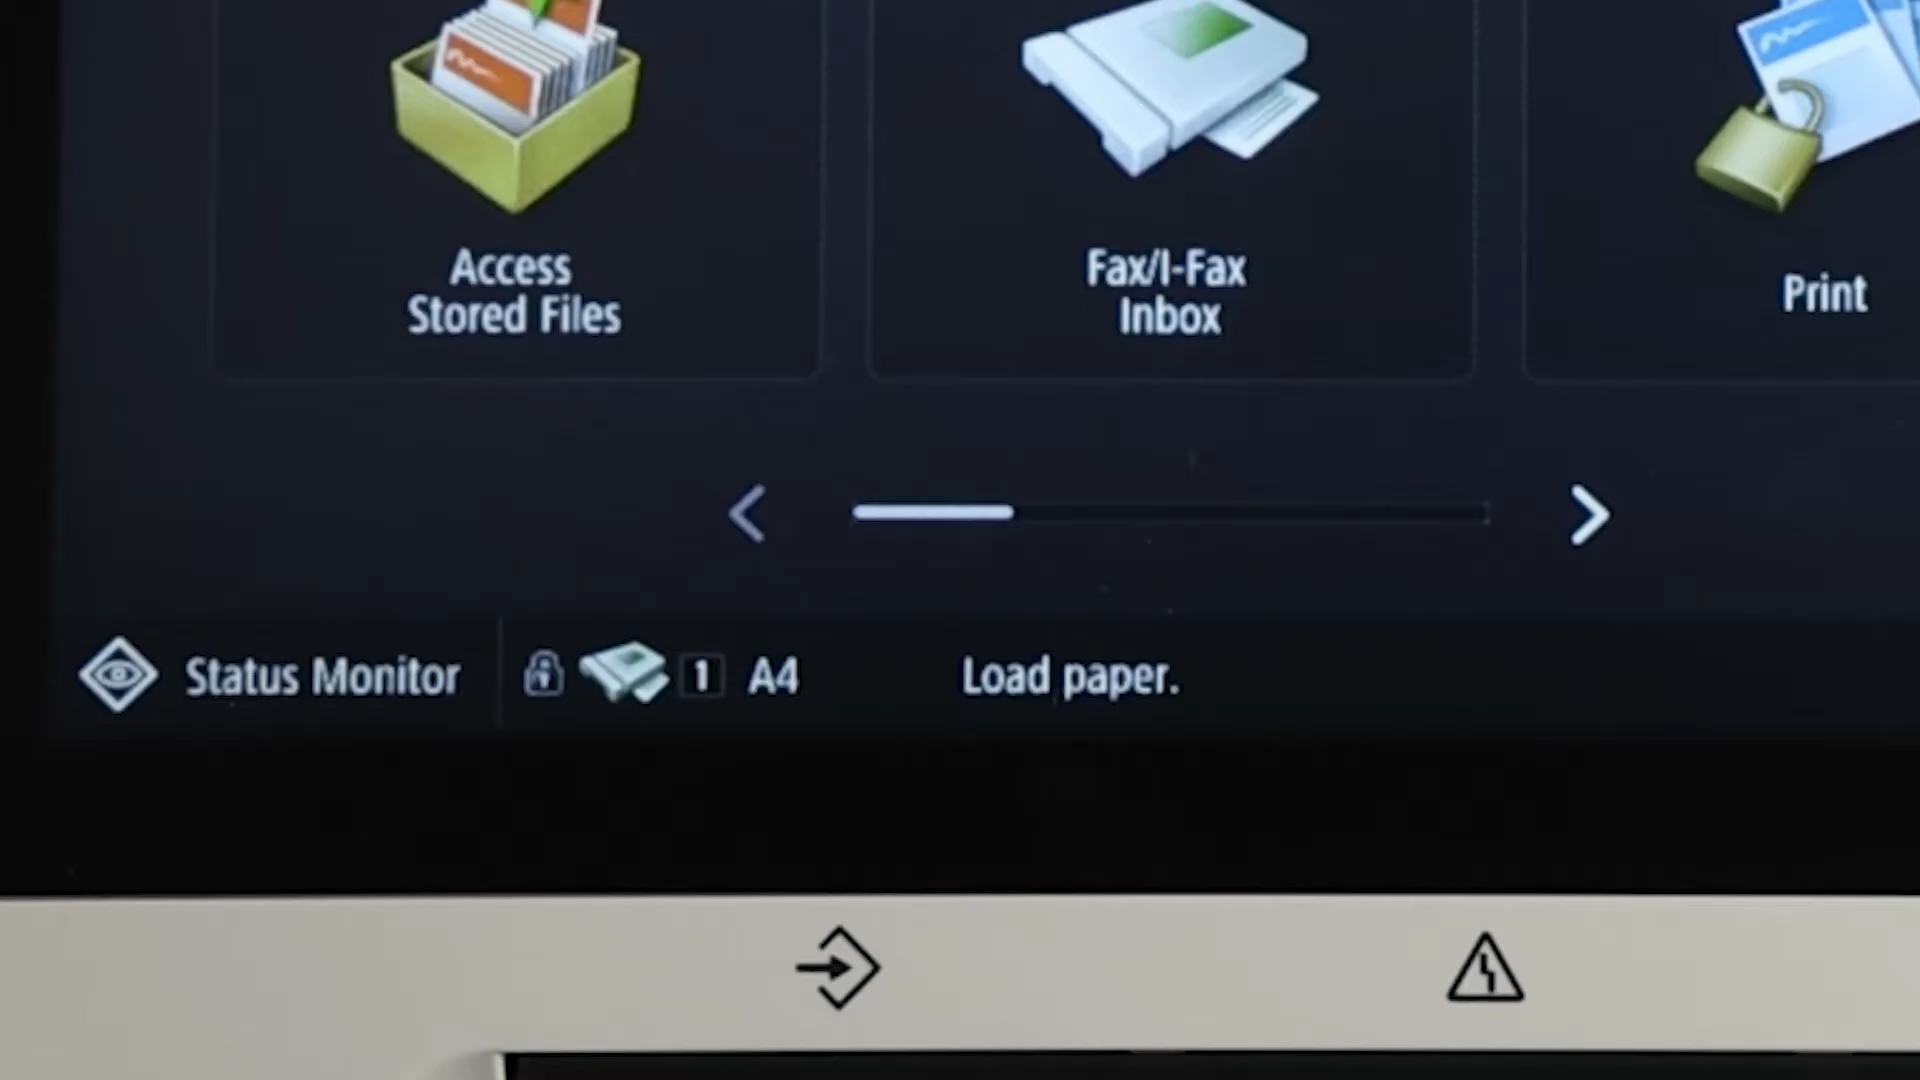 Access
Stored Files
Fax/I-Fax
Inbox
Print
Status Monitor
1 A4
Load paper.